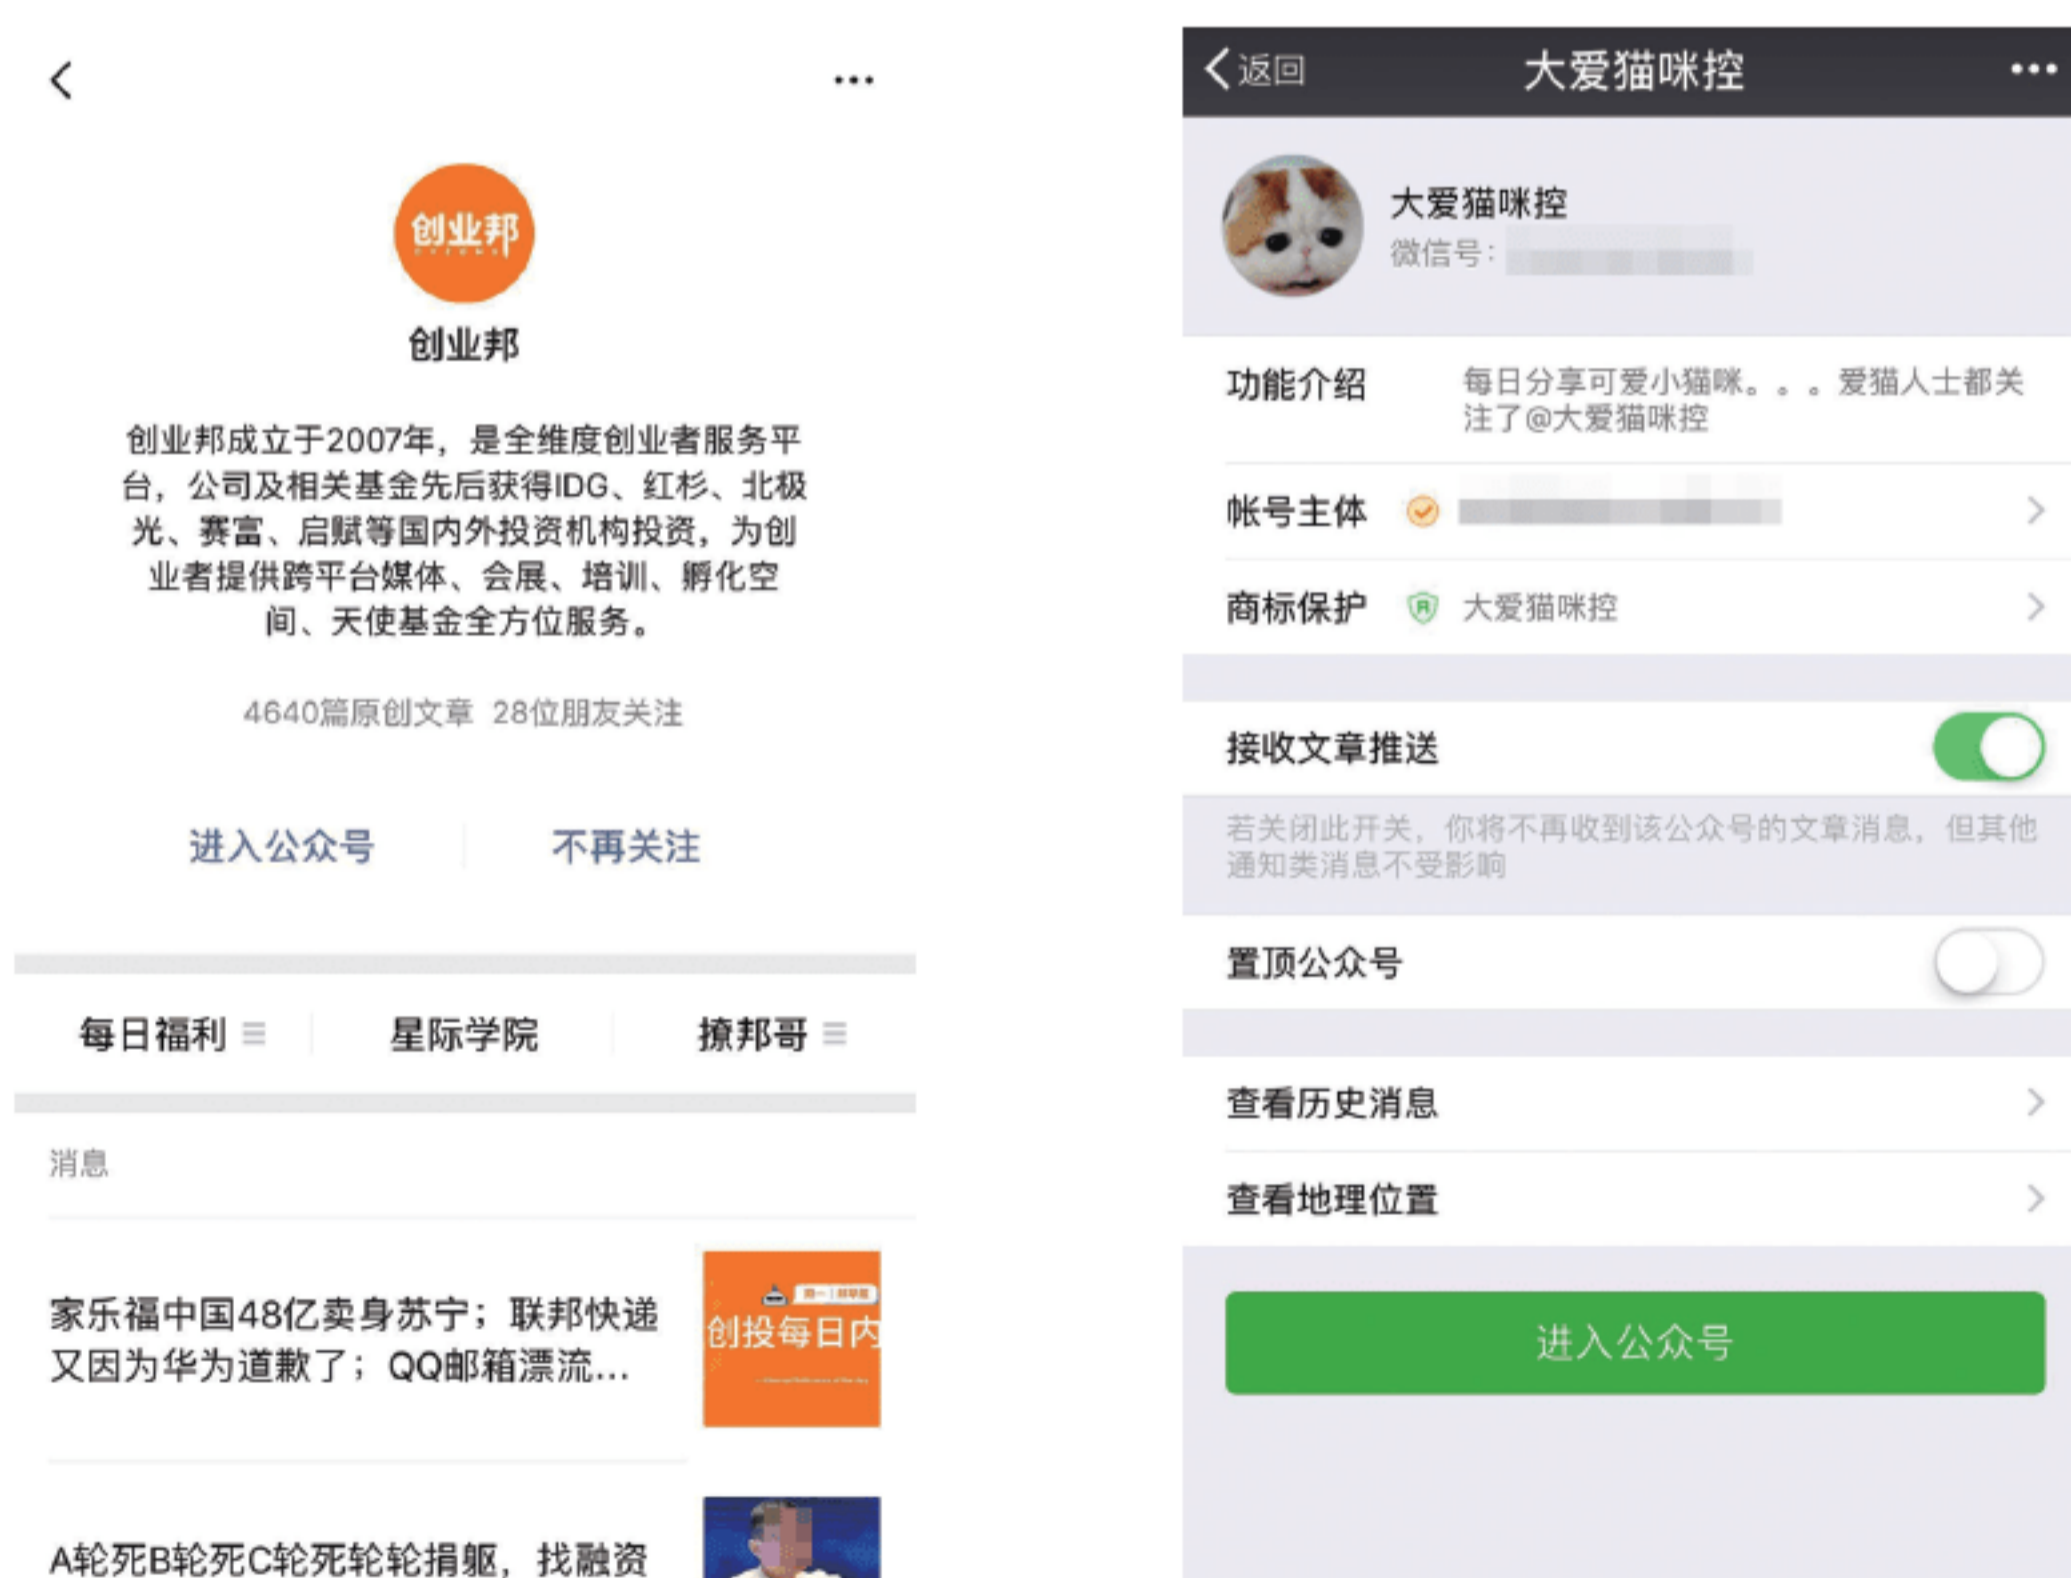 创业邦
创业邦
创业邦成立于2007年，是全维度创业者服务平
台，公司及相关基金先后获得IDG、红杉、北极
光、赛富、启赋等国内外投资机构投资，为创
业者提供跨平台媒体、会展、培训、孵化空
间、天使基金全方位服务。
4640篇原创文章 28位朋友关注
进入公众号 不再关注
每日福利 星际学院 撩邦哥
消息
家乐福中国48亿卖身苏宁；联邦快递
又因为华为道歉了；QQ邮箱漂流...
创投每日内
A轮死B轮死C轮死轮轮捐躯，找融资
返回 大爱猫咪控
大爱猫咪控
微信号：
功能介绍 每日分享可爱小猫咪。。。爱猫人士都关
注了@大爱猫咪控
帐号主体
商标保护 大爱猫咪控
接收文章推送
若关闭此开关，你将不再收到该公众号的文章消息，但其他
通知类消息不受影响
置顶公众号
查看历史消息
查看地理位置
进入公众号